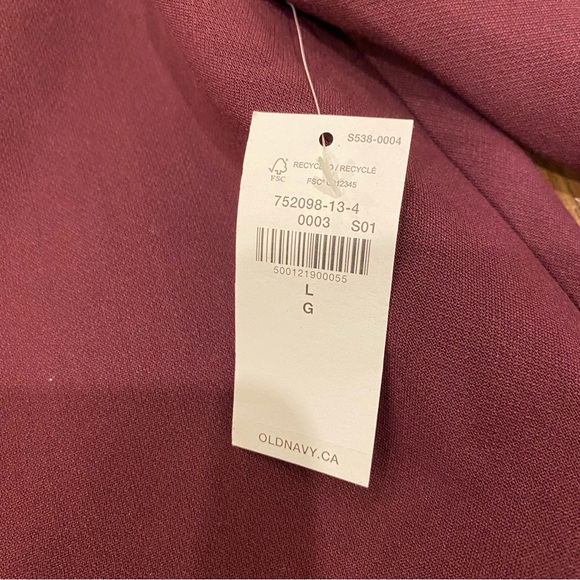 S538-0004
FSC
RECYCLED / RECYCLÉ
752098-13-4
0003 S01
500121900055
L
G
OLDNAVY.CA